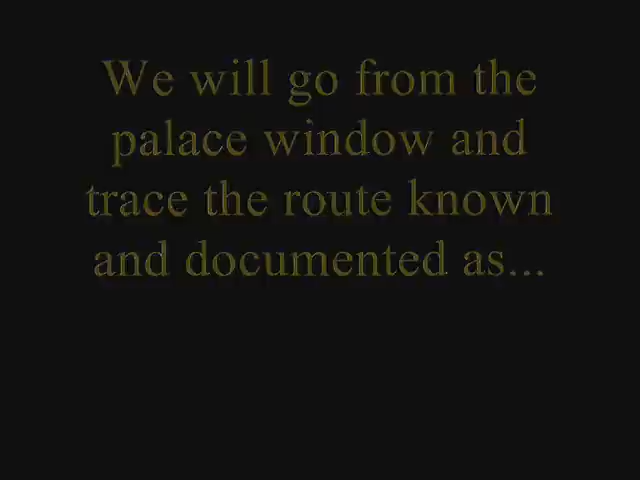 We will go from the
palace window and
trace the route known
and documented as...